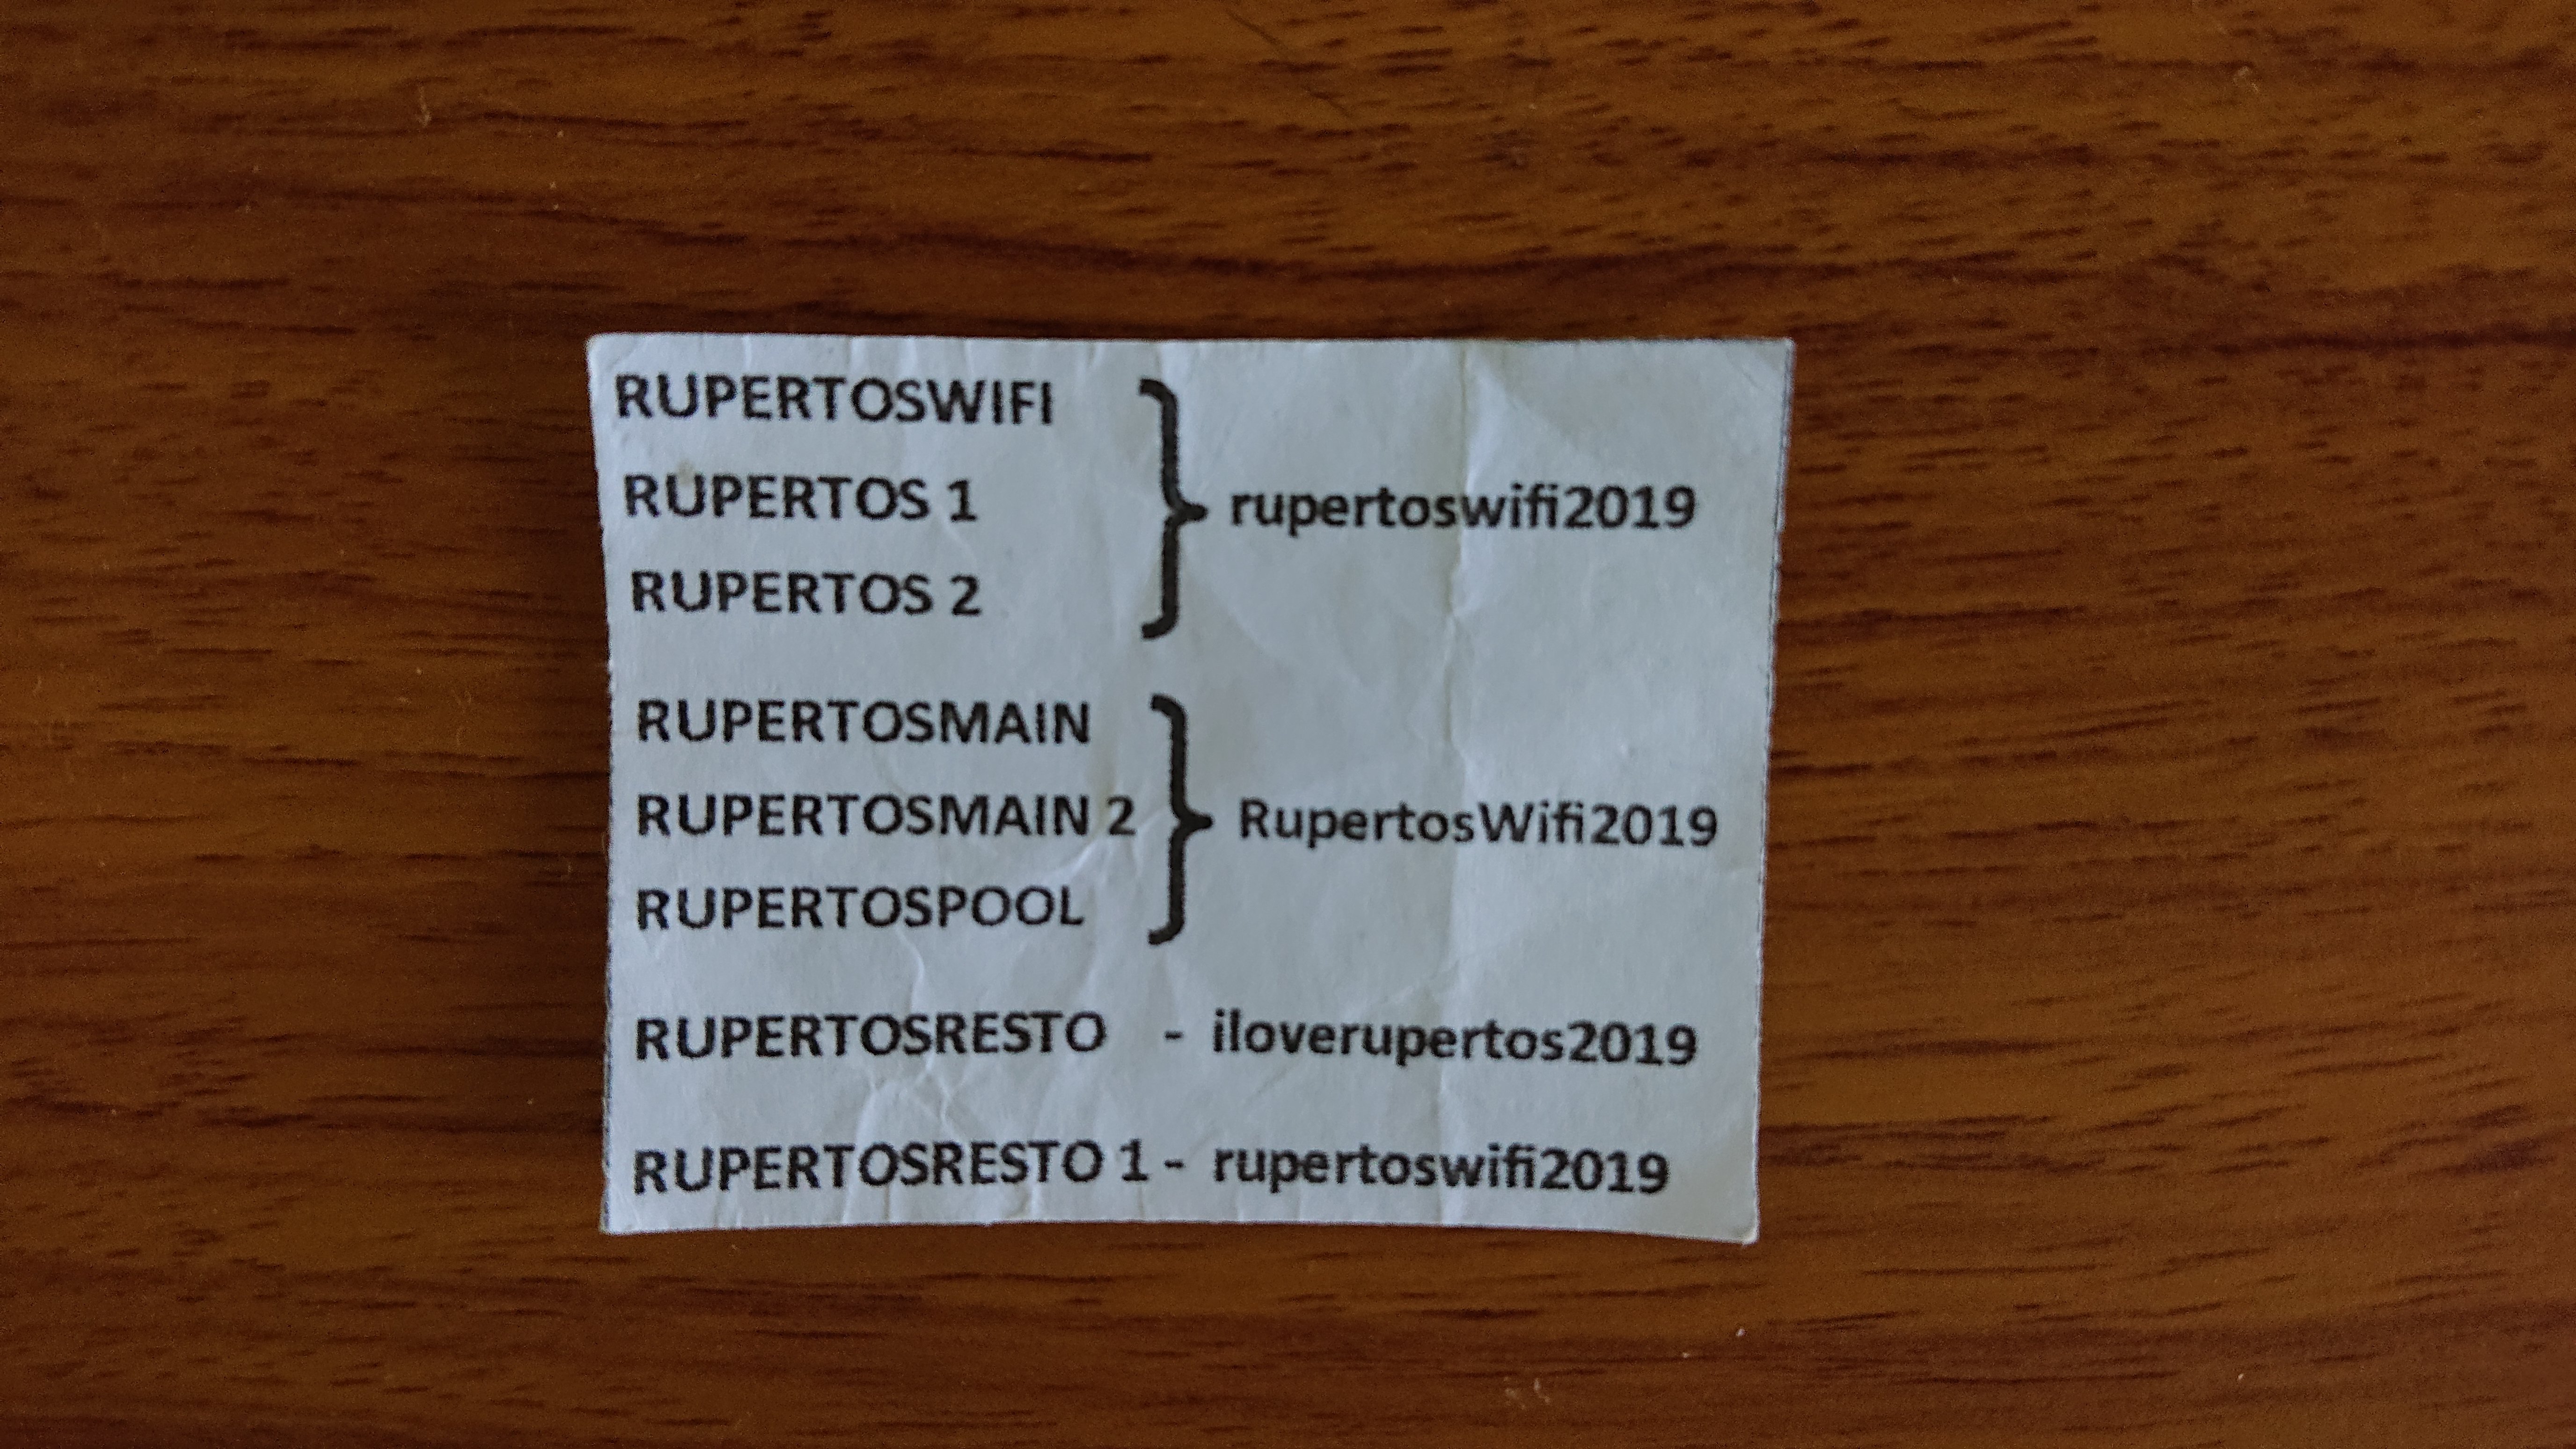 RUPERTOSWIFI
RUPERTOS 1 } rupertoswifi2019
RUPERTOS 2
RUPERTOSMAIN
RUPERTOSMAIN 2 } RupertosWifi2019
RUPERTOSPOOL
RUPERTOSRESTO - iloverupertos2019
RUPERTOSRESTO 1 - rupertoswifi2019